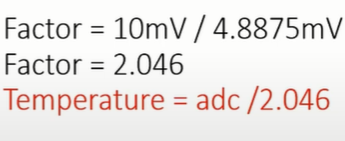 Factor = 10mV / 4.8875mV
Factor = 2.046
Temperature = adc /2.046